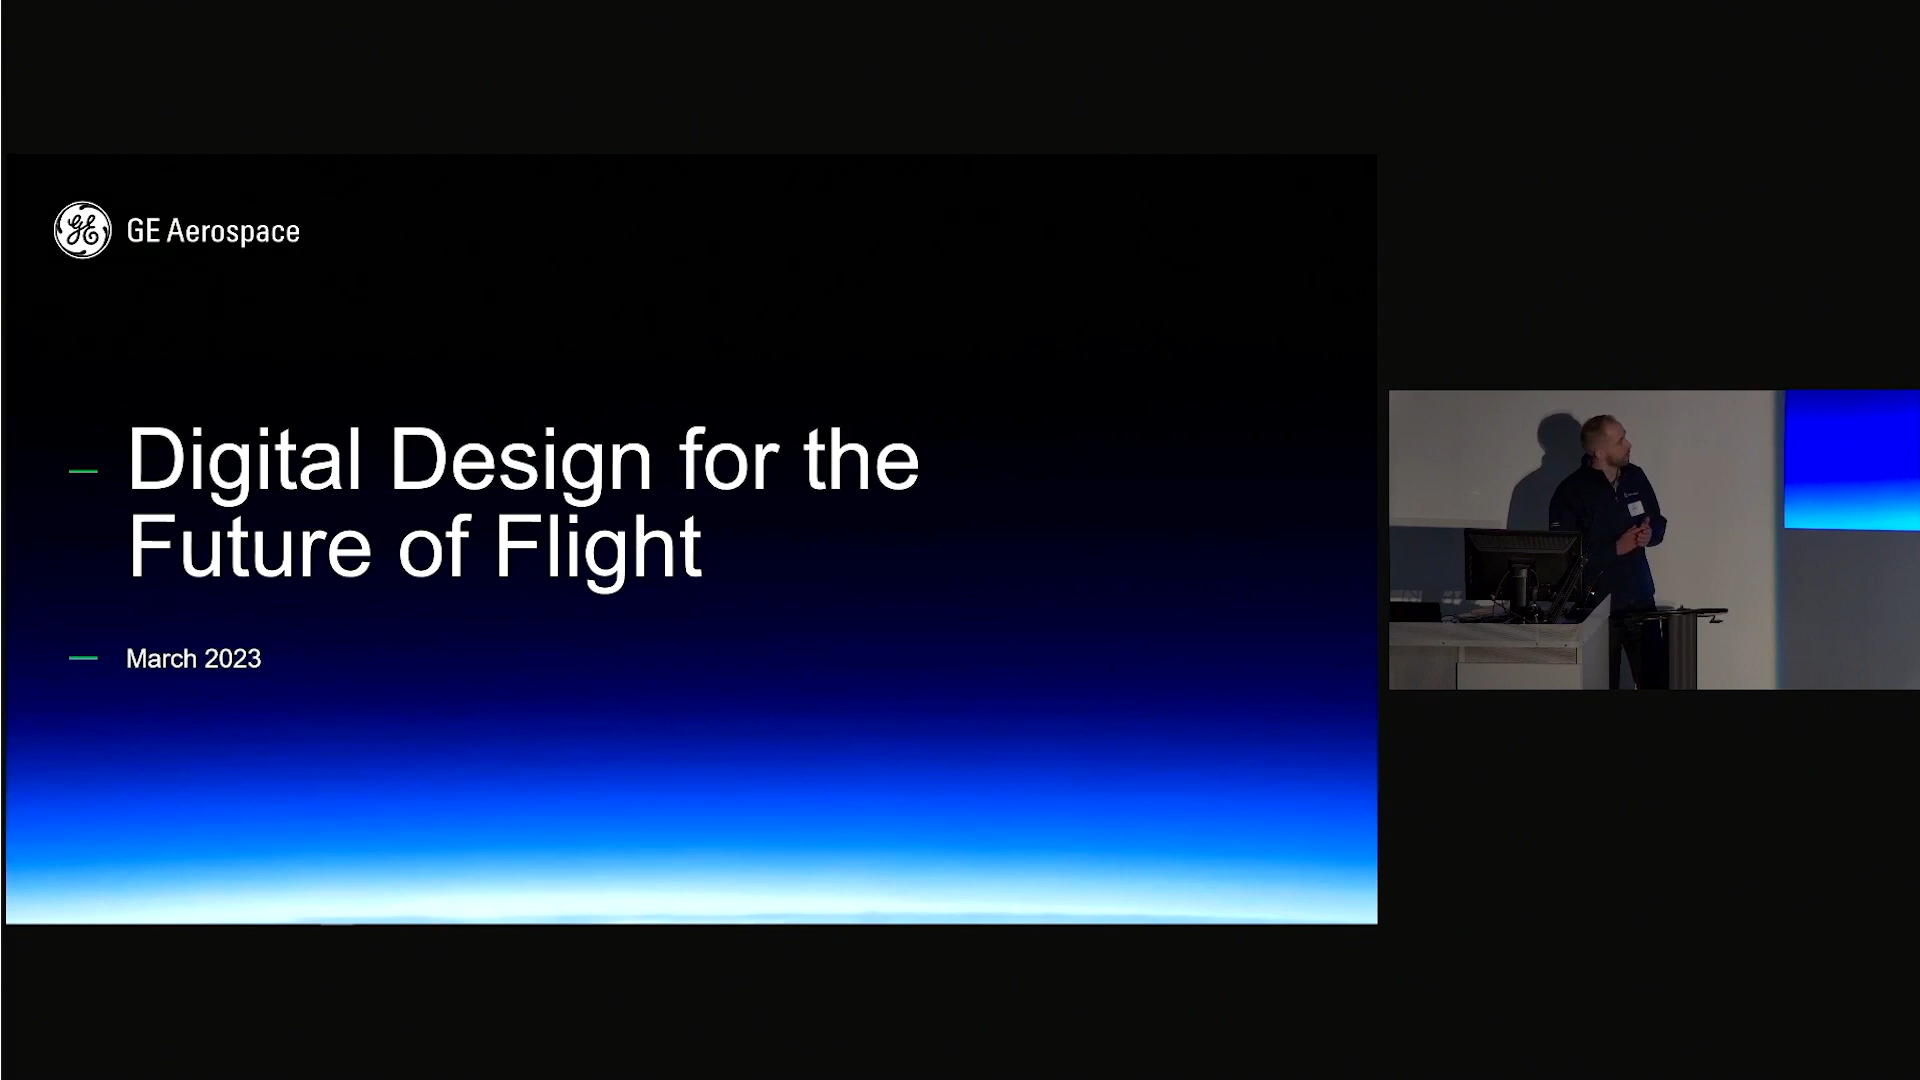 GE Aerospace
Digital Design for the
Future of Flight
March 2023